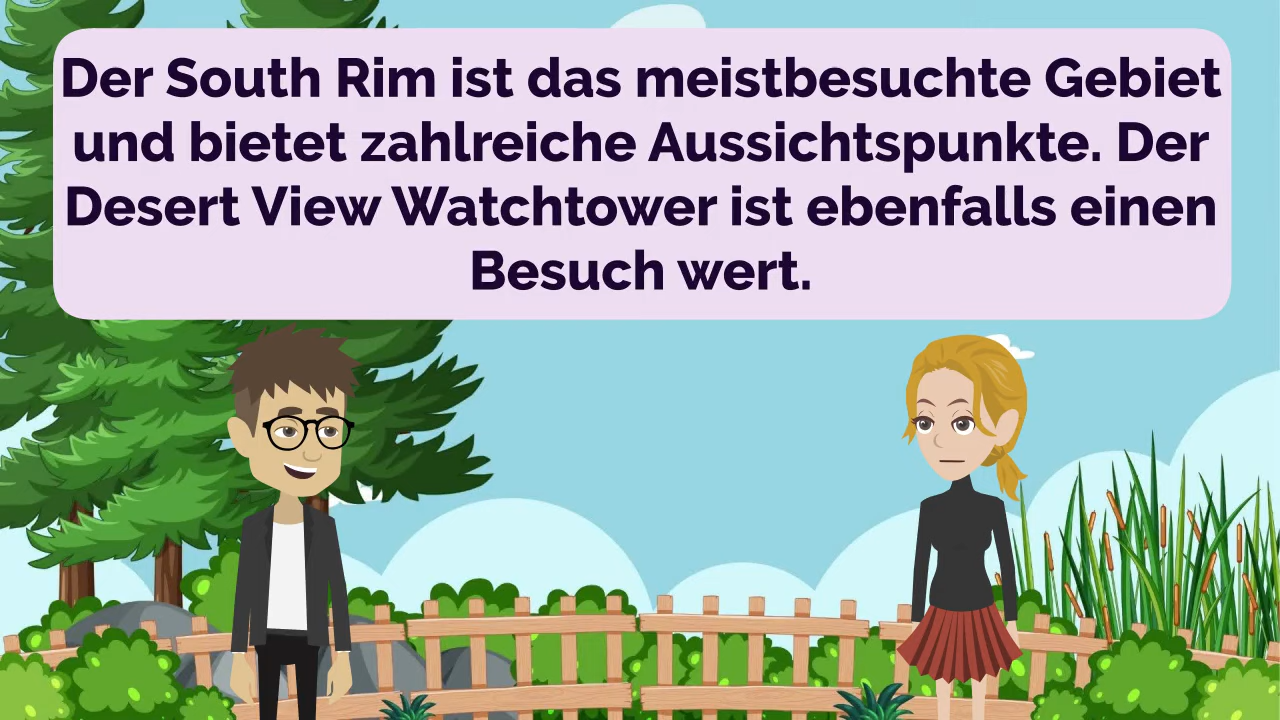 Der South Rim ist das meistbesuchte Gebiet
und bietet zahlreiche Aussichtspunkte. Der
Desert View Watchtower ist ebenfalls einen
Besuch wert.